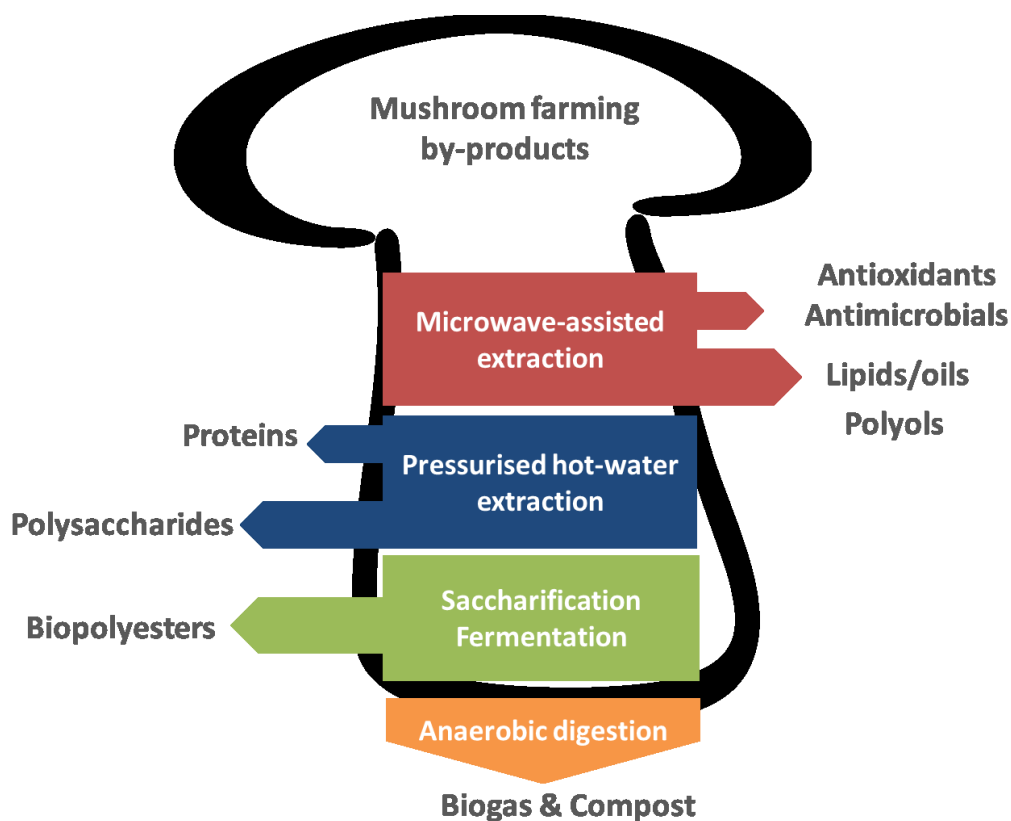 Mushroom farming
by-products
Microwave-assisted
extraction
Antioxidants
Antimicrobials
Lipids/oils
Polyols
Proteins
Pressurised hot-water
extraction
Polysaccharides
Saccharification
Fermentation
Biopolyesters
Anaerobic digestion
Biogas & Compost